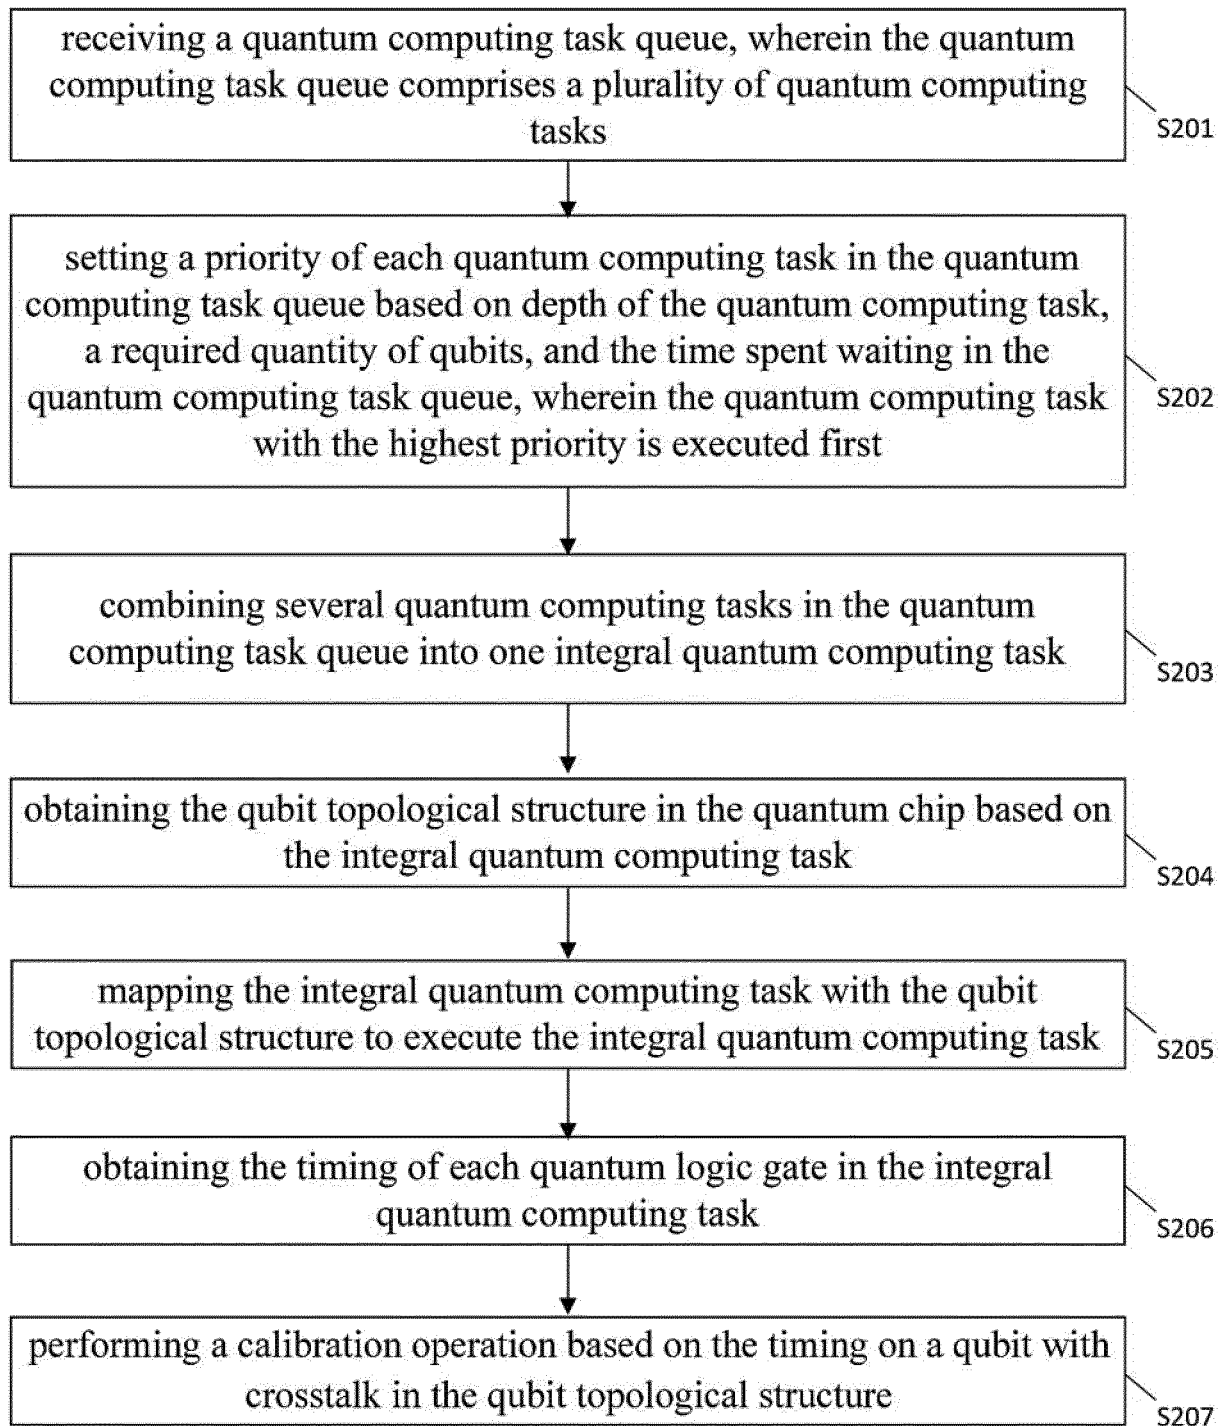 receiving a quantum computing task queue, wherein the quantum
computing task queue comprises a plurality of quantum computing
tasks
S201
setting a priority of each quantum computing task in the quantum
computing task queue based on depth of the quantum computing task,
a required quantity of qubits, and the time spent waiting in the
quantum computing task queue, wherein the quantum computing task
with the highest priority is executed first
S202
combining several quantum computing tasks in the quantum
computing task queue into one integral quantum computing task
S203
obtaining the qubit topological structure in the quantum chip based on
the integral quantum computing task
S204
mapping the integral quantum computing task with the qubit
topological structure to execute the integral quantum computing task
S205
obtaining the timing of each quantum logic gate in the integral
quantum computing task
S206
performing a calibration operation based on the timing on a qubit with
crosstalk in the qubit topological structure
S207